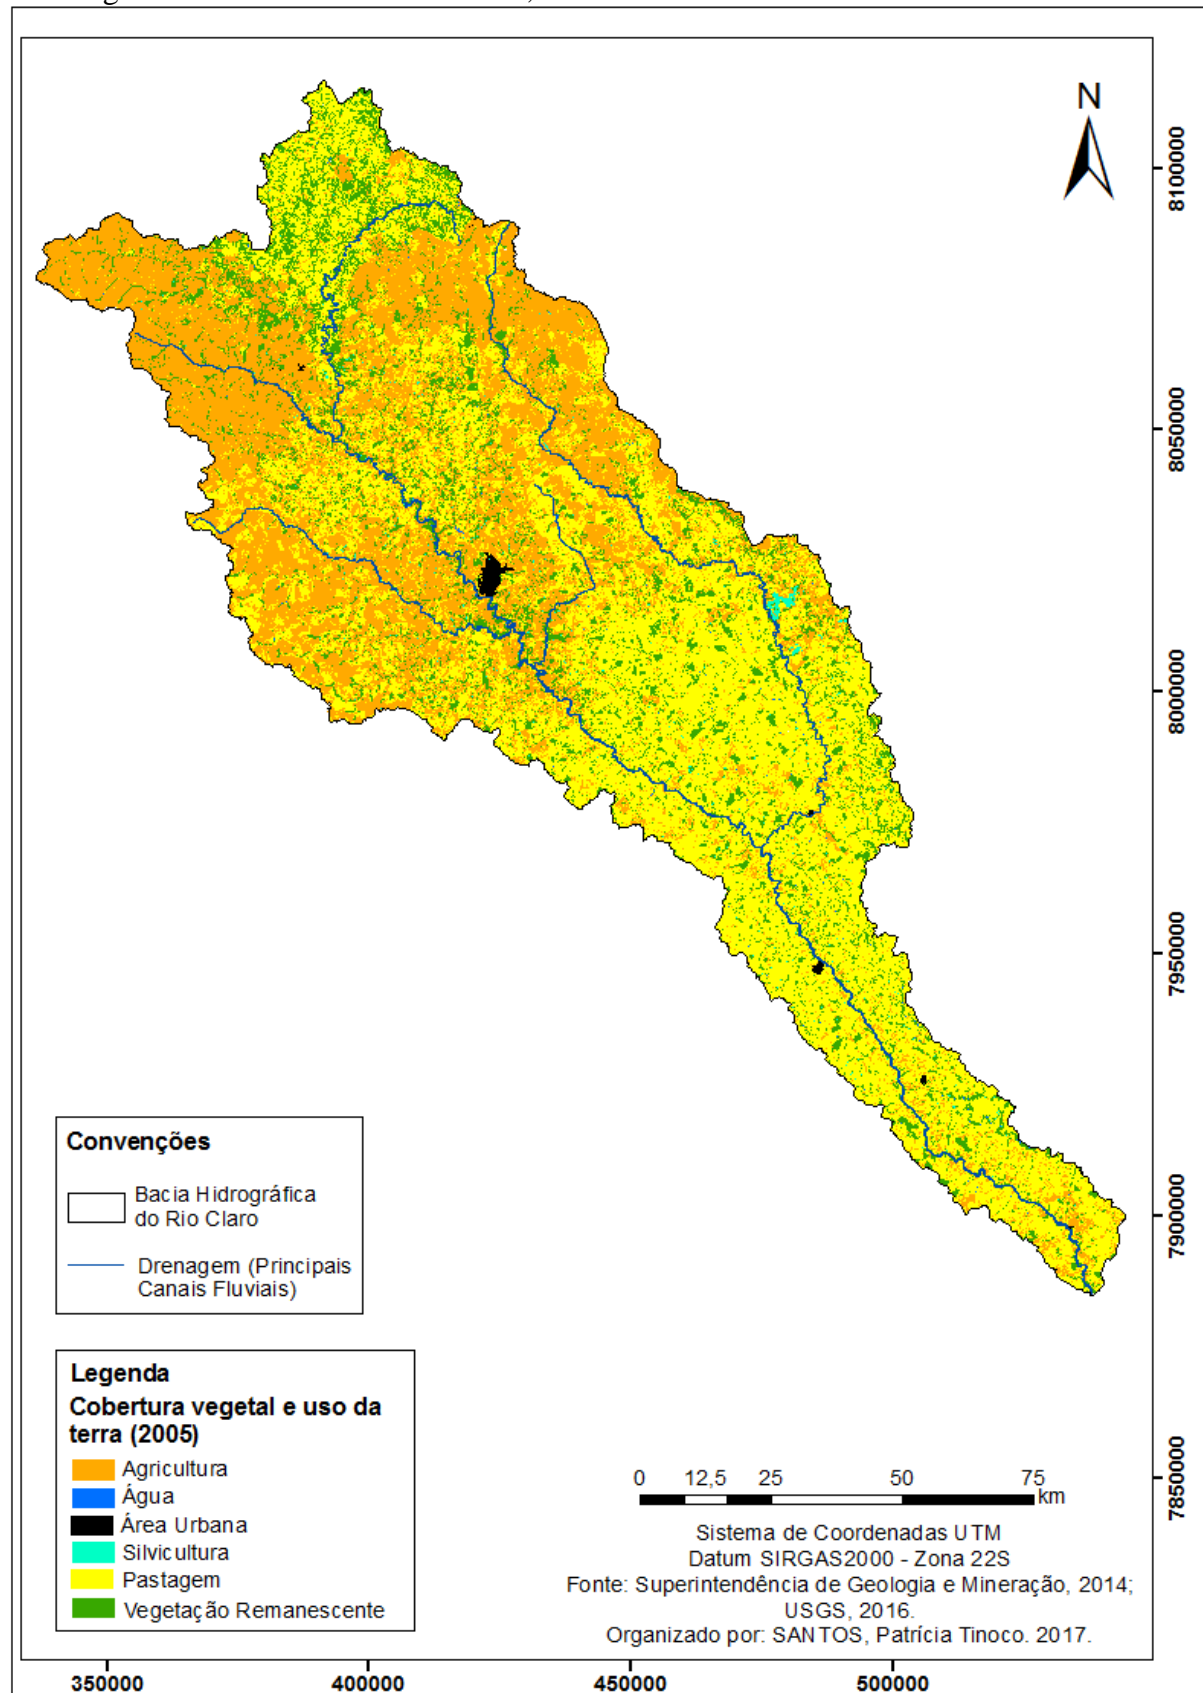 N
8100000
8050000
8000000
7950000
7900000
7850000
Convenções
Bacia Hidrográfica
do Rio Claro
Drenagem (Principais
Canais Fluviais)
Legenda
Cobertura vegetal e uso da
terra (2005)
Agricultura
Água
Área Urbana
Silvicultura
Pastagem
Vegetação Remanescente
0 12,5 25 50 75
km
Sistema de Coordenadas UTM
Datum SIRGAS2000 - Zona 22S
Fonte: Superintendência de Geologia e Mineração, 2014;
USGS, 2016.
Organizado por: SANTOS, Patrícia Tinoco. 2017.
350000 400000 450000 500000